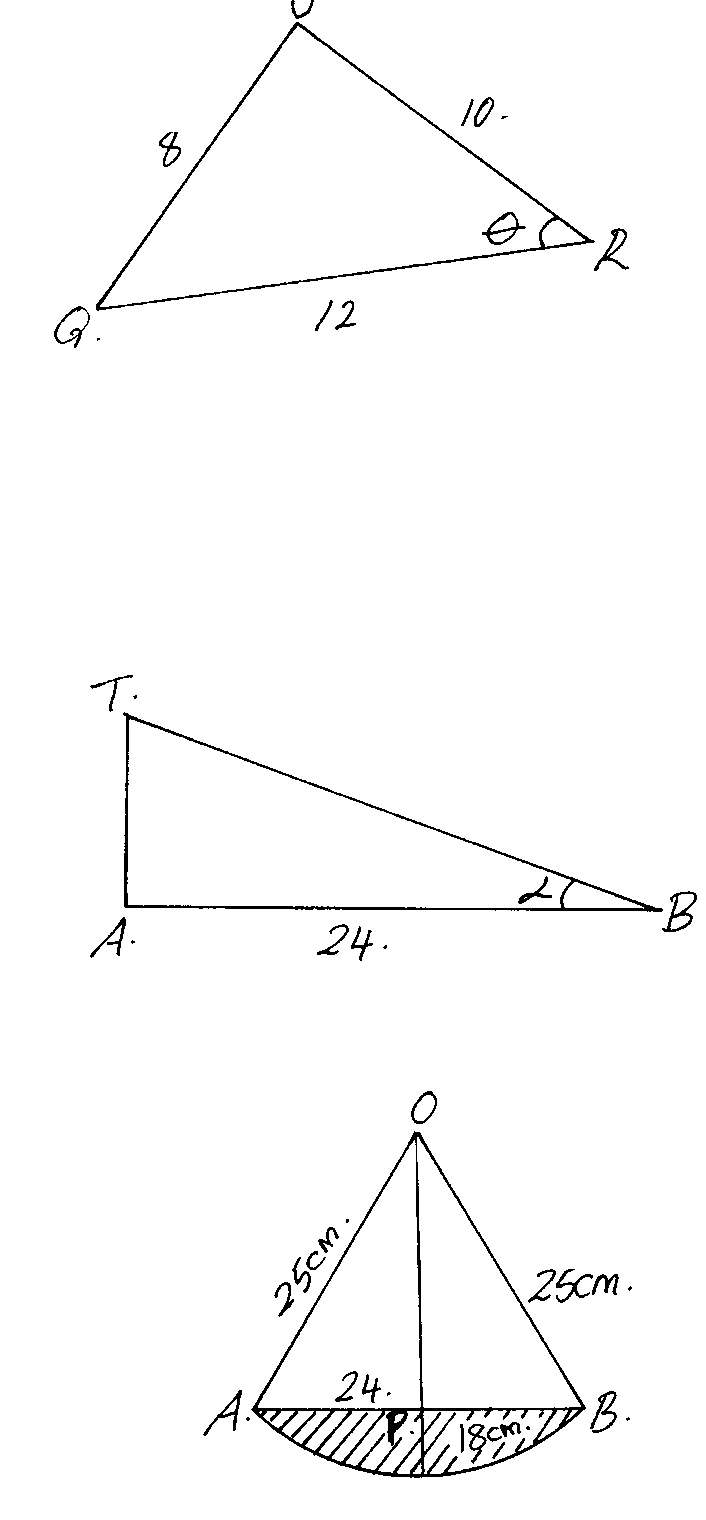 U
8
10.
θ
R
Q.
12
T.
α
A.
24.
B
O
25cm.
25cm.
24.
A.
P.
18cm.
B.